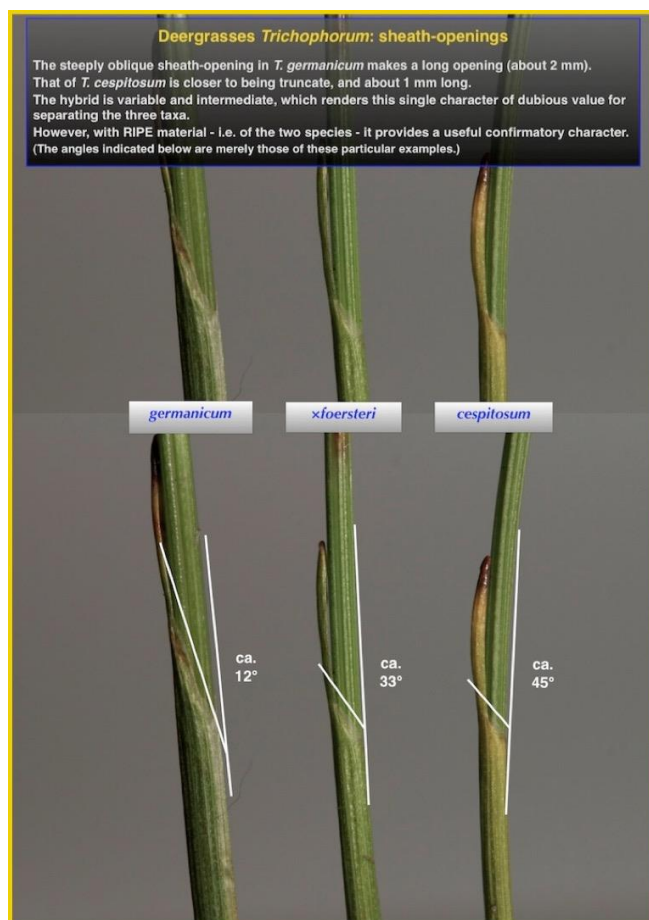 Deergrasses Trichophorum: sheath-openings
The steeply oblique sheath-opening in T. germanicum makes a long opening (about 2 mm).
That of T. cespitosum is closer to being truncate, and about 1 mm long.
The hybrid is variable and intermediate, which renders this single character of dubious value for
separating the three taxa.
However, with RIPE material - i.e. of the two species - it provides a useful confirmatory character.
(The angles indicated below are merely those of these particular examples.)
germanicum
×foersteri
cespitosum
ca.
12°
ca.
33°
ca.
45°